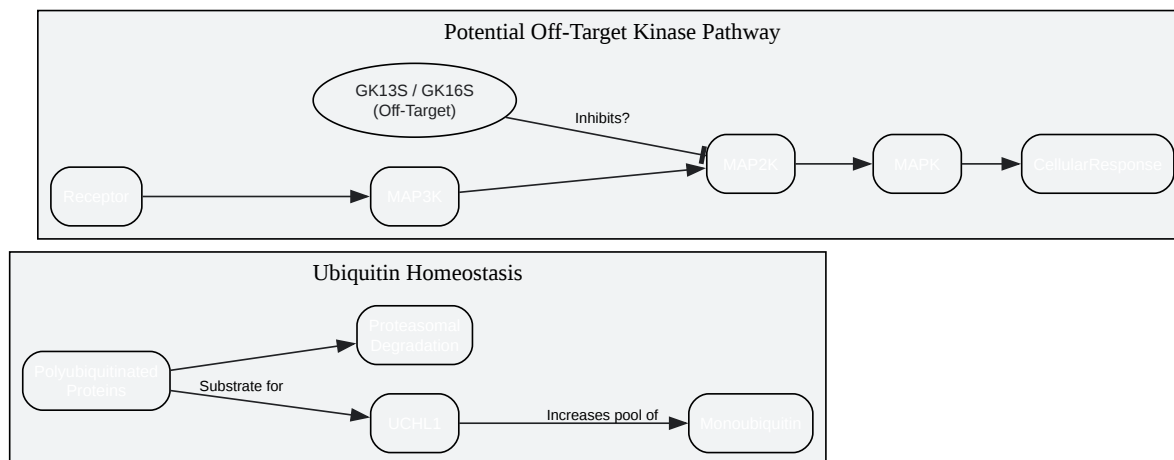 Potential Off-Target Kinase Pathway
GK13S / GK16S
(Off-Target)
Inhibits?
MAP2K
MAPK
CellularResponse
Receptor
MAP3K
Ubiquitin Homeostasis
Proteasomal
Degradation
Polyubiquitinated
Proteins
Substrate for
UCHL1
Increases pool of
Monoubiquitin